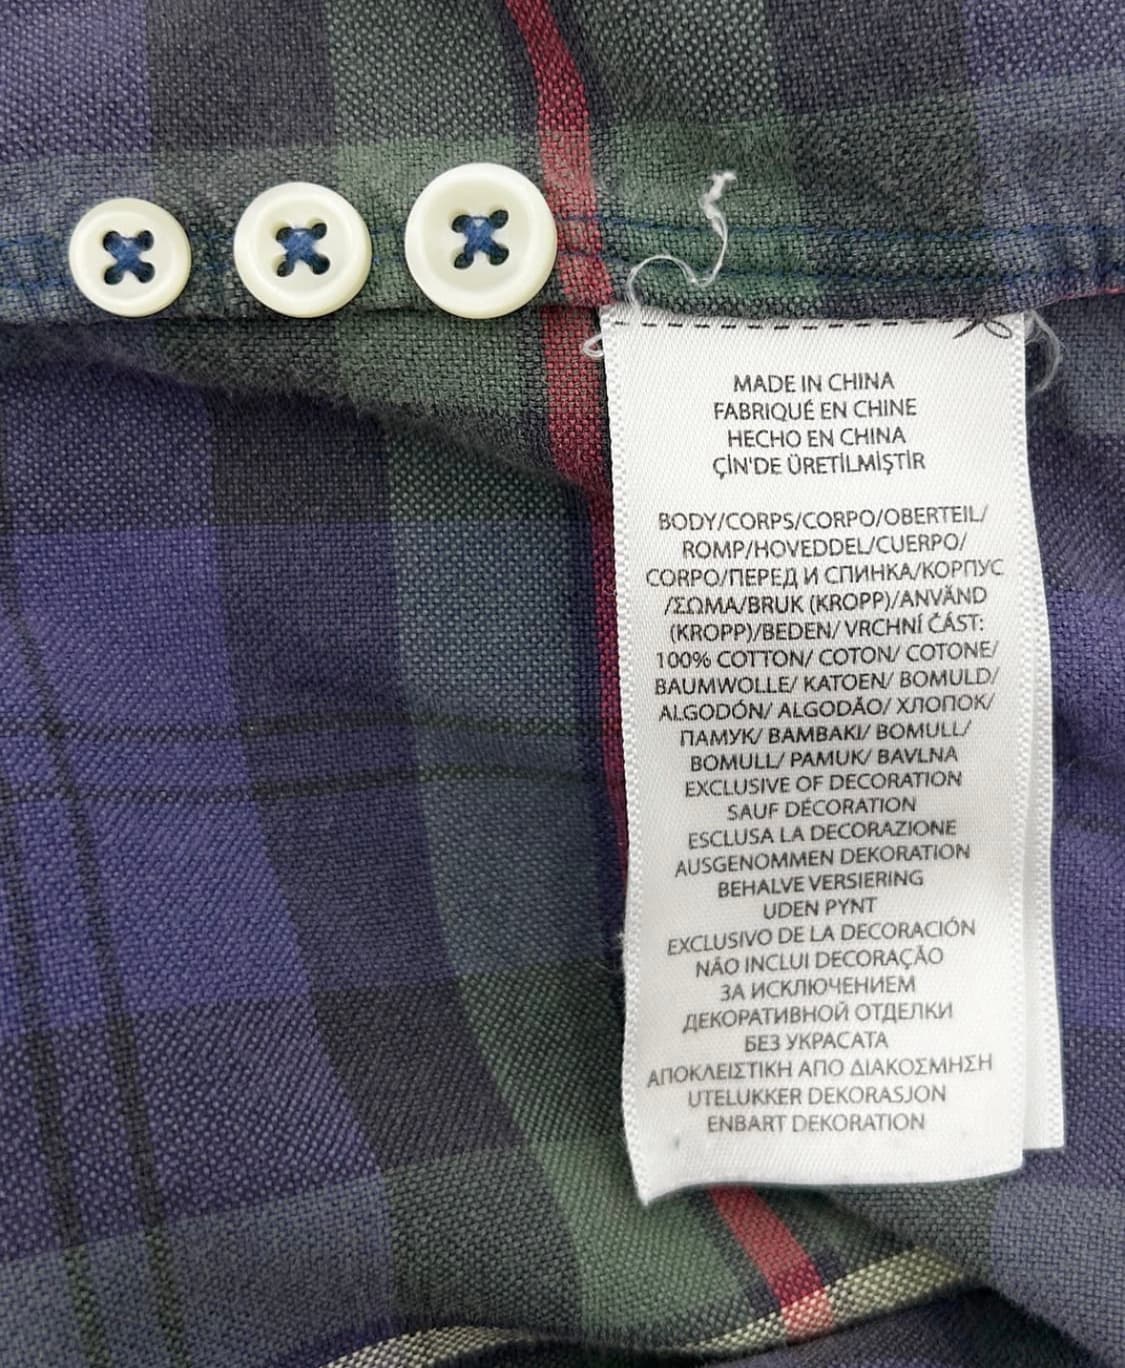 MADE IN CHINA
FABRIQUÉ EN CHINE
HECHO EN CHINA
ÇİN'DE ÜRETİLMİŞTİR
BODY/CORPS/CORPO/OBERTEIL/
ROMP/HOVEDDEL/CUERPO/
CORPO/ПЕРЕД И СПИНКА/КОРПУС
/ΣΩΜΑ/BRUK (KROPP)/ANVÄND
(KROPP)/BEDEN/ VRCHNÍ ČÁST:
100% COTTON/ COTON/ COTONE/
BAUMWOLLE/ KATOEN/ BOMULD/
ALGODÓN/ ALGODÃO/ ХЛОПОК/
ПАМУК/ BAMBAKI/ BOMULL/
BOMULL/ PAMUK/ BAVLNA
EXCLUSIVE OF DECORATION
SAUF DÉCORATION
ESCLUSA LA DECORAZIONE
AUSGENOMMEN DEKORATION
BEHALVE VERSIERING
UDEN PYNT
EXCLUSIVO DE LA DECORACIÓN
NÃO INCLUI DECORAÇÃO
ЗА ИСКЛЮЧЕНИЕМ
ДЕКОРАТИВНОЙ ОТДЕЛКИ
БЕЗ УКРАСАТА
ΑΠΟΚΛΕΙΣΤΙΚΗ ΑΠΟ ΔΙΑΚΟΣΜΗΣΗ
UTELUKKER DEKORASJON
ENBART DEKORATION